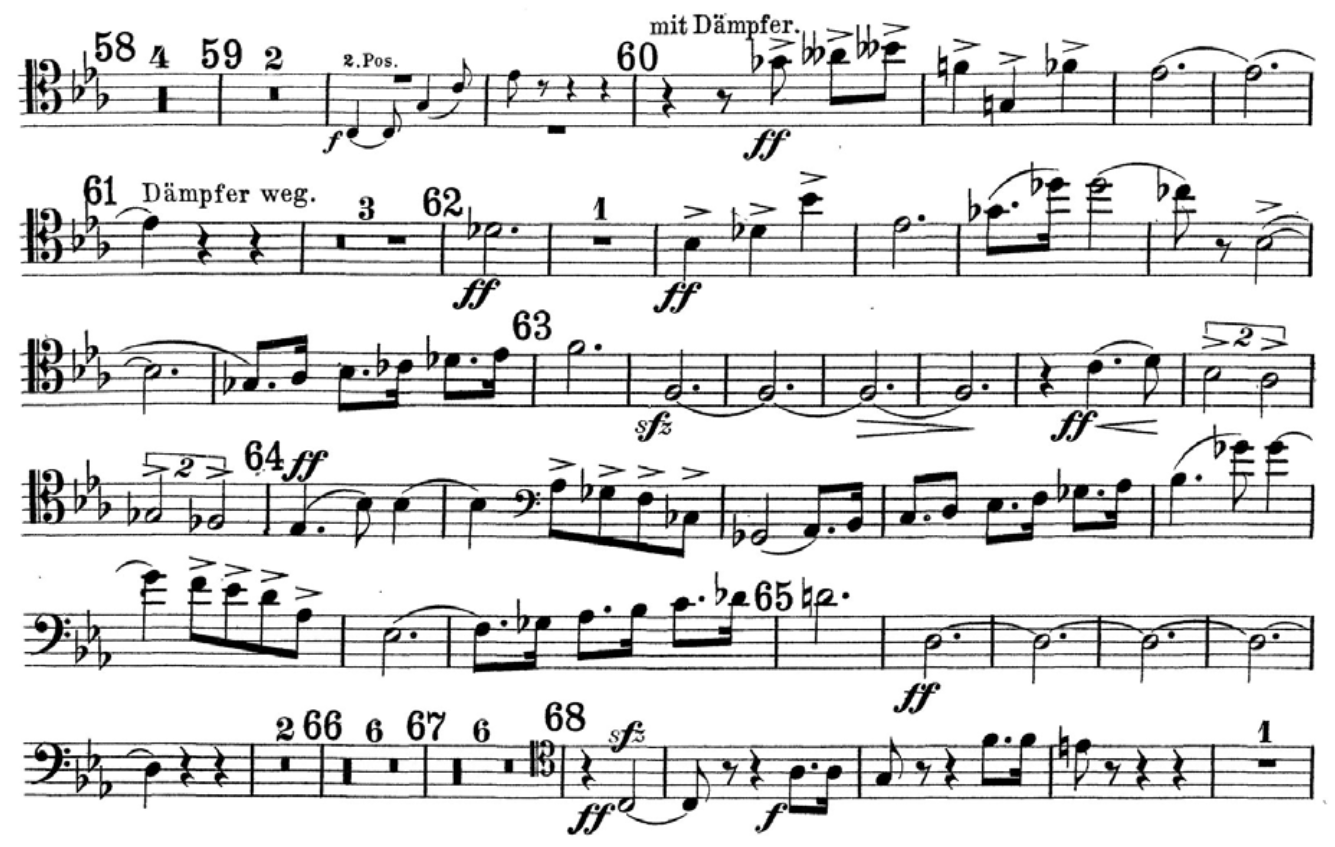 mit Dämpfer.
58 4 59 2 2. Pos. 60
f ff
61 Dämpfer weg. 3 62 1
ff ff
63 2
sfz ff
2 64 ff
65
ff
2 66 6 67 6 68 sfz 1
ff f